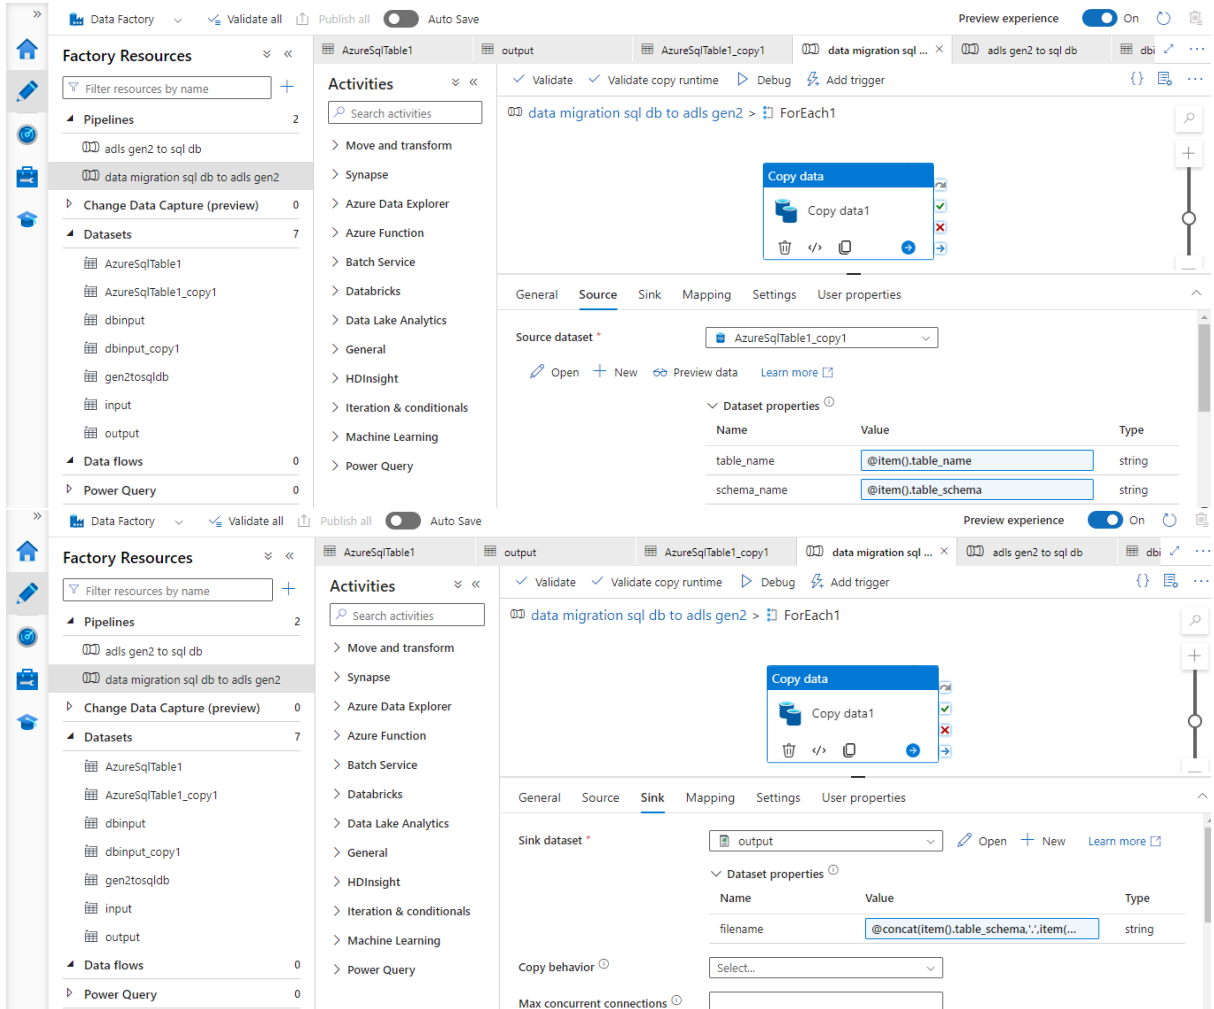 Data Factory Validate all Publish all Auto Save Preview experience On
Factory Resources
Filter resources by name
Pipelines 2
adls gen2 to sql db
data migration sql db to adls gen2
Change Data Capture (preview) 0
Datasets 7
AzureSqlTable1
AzureSqlTable1_copy1
dbinput
dbinput_copy1
gen2tosqldb
input
output
Data flows 0
Power Query 0
AzureSqlTable1 output AzureSqlTable1_copy1 data migration sql ... adls gen2 to sql db dbi
Activities
Search activities
Move and transform
Synapse
Azure Data Explorer
Azure Function
Batch Service
Databricks
Data Lake Analytics
General
HDInsight
Iteration & conditionals
Machine Learning
Power Query
Validate Validate copy runtime Debug Add trigger
data migration sql db to adls gen2 > ForEach1
Copy data
Copy data1
General Source Sink Mapping Settings User properties
Source dataset *
AzureSqlTable1_copy1
Open New Preview data Learn more
Dataset properties
Name Value Type
table_name @item().table_name string
schema_name @item().table_schema string
Data Factory Validate all Publish all Auto Save Preview experience On
Factory Resources
Filter resources by name
Pipelines 2
adls gen2 to sql db
data migration sql db to adls gen2
Change Data Capture (preview) 0
Datasets 7
AzureSqlTable1
AzureSqlTable1_copy1
dbinput
dbinput_copy1
gen2tosqldb
input
output
Data flows 0
Power Query 0
AzureSqlTable1 output AzureSqlTable1_copy1 data migration sql ... adls gen2 to sql db dbi
Activities
Search activities
Move and transform
Synapse
Azure Data Explorer
Azure Function
Batch Service
Databricks
Data Lake Analytics
General
HDInsight
Iteration & conditionals
Machine Learning
Power Query
Validate Validate copy runtime Debug Add trigger
data migration sql db to adls gen2 > ForEach1
Copy data
Copy data1
General Source Sink Mapping Settings User properties
Sink dataset *
output
Open New Learn more
Dataset properties
Name Value Type
filename @concat(item().table_schema,'.',item(... string
Copy behavior
Select...
Max concurrent connections